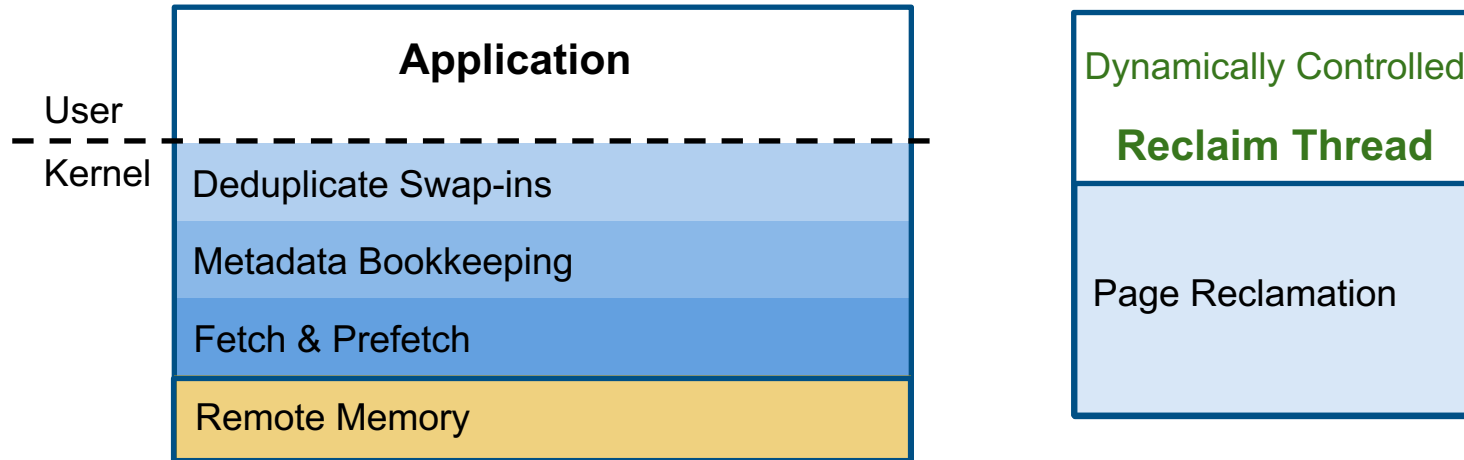 Application
User
Kernel
Deduplicate Swap-ins
Metadata Bookkeeping
Fetch & Prefetch
Remote Memory
Dynamically Controlled
Reclaim Thread
Page Reclamation